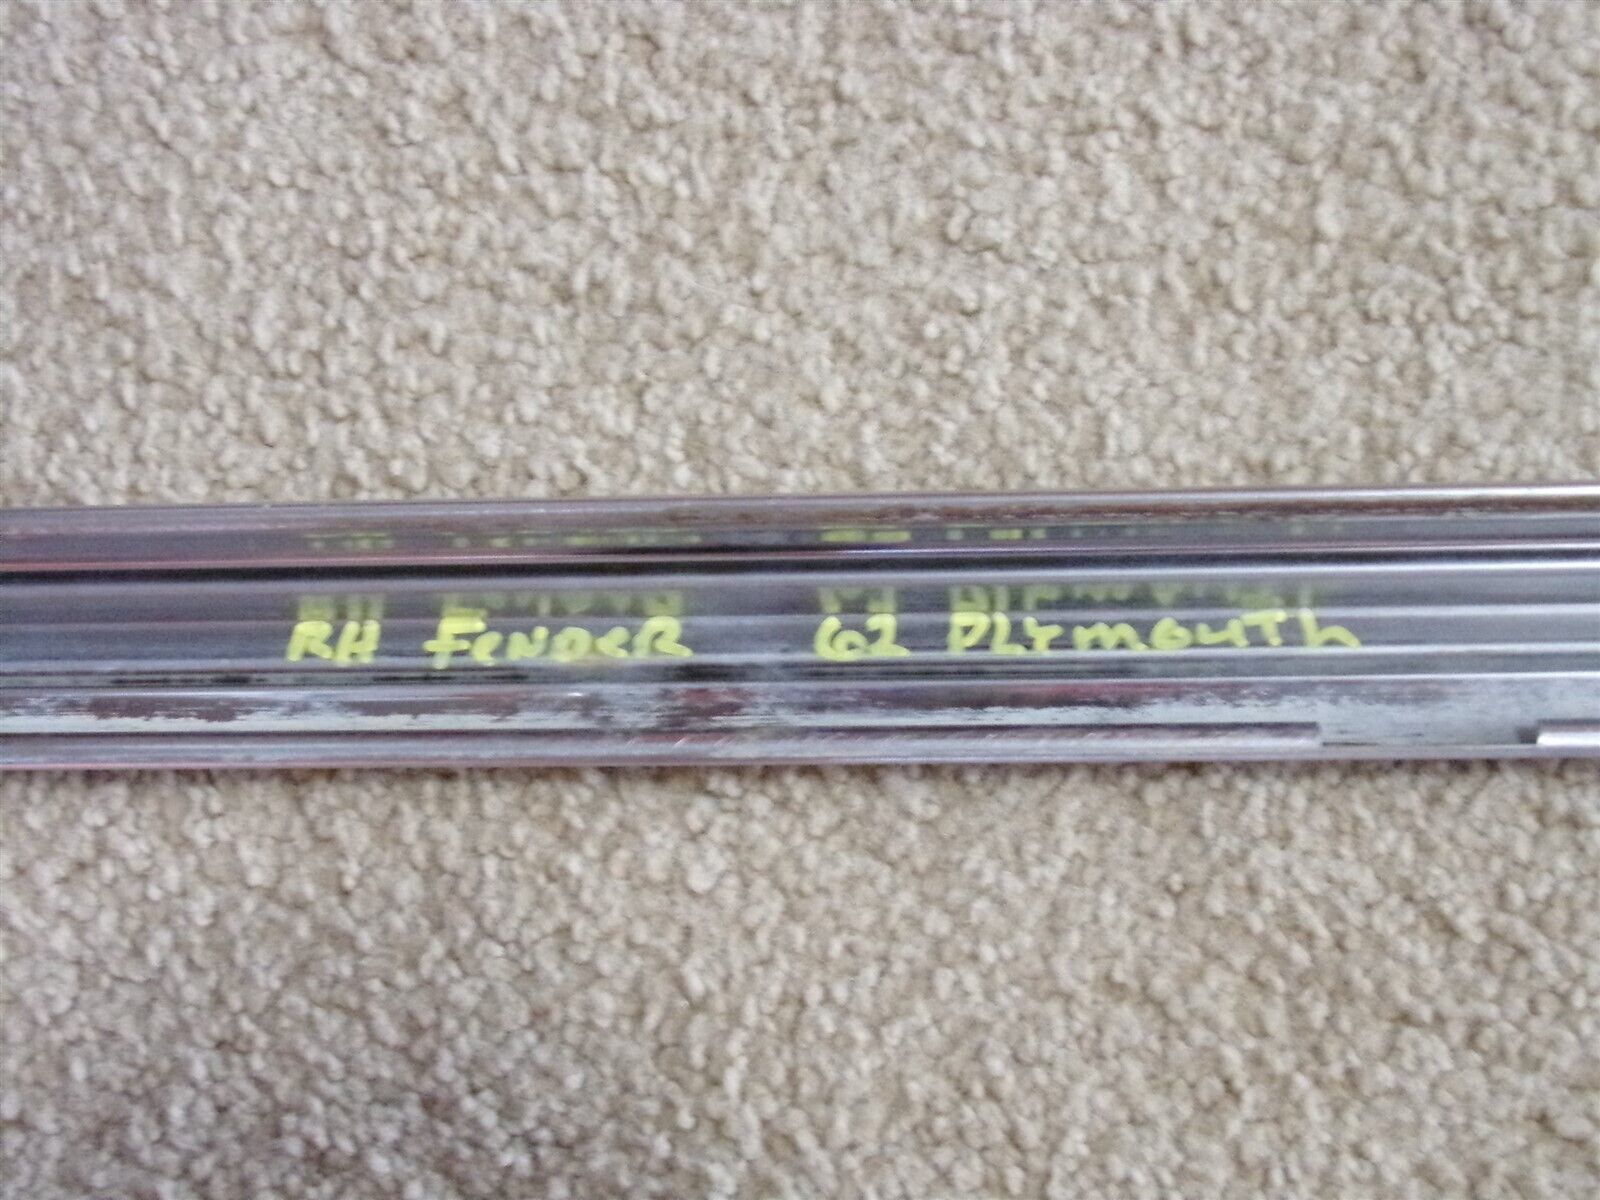 RH FENDER 62 PLYMOUTH